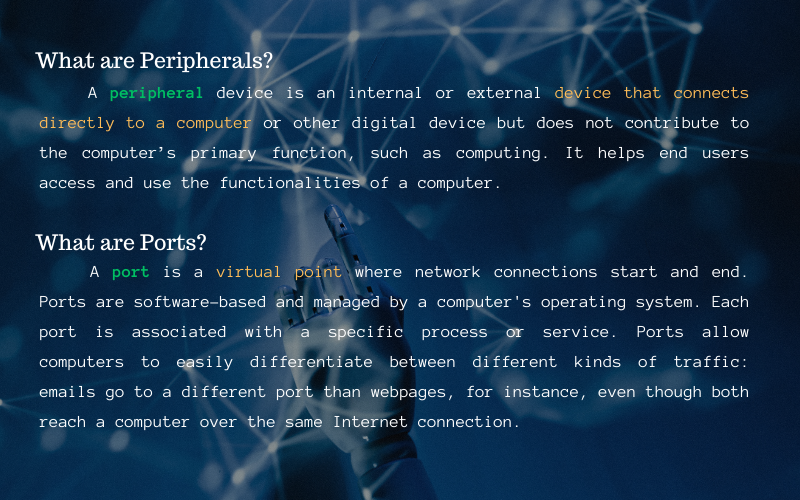 What are Peripherals?
A peripheral device is an internal or external device that connects
directly to a computer or other digital device but does not contribute to
the computer’s primary function, such as computing. It helps end users
access and use the functionalities of a computer.
What are Ports?
A port is a virtual point where network connections start and end.
Ports are software-based and managed by a computer's operating system. Each
port is associated with a specific process or service. Ports allow
computers to easily differentiate between different kinds of traffic:
emails go to a different port than webpages, for instance, even though both
reach a computer over the same Internet connection.